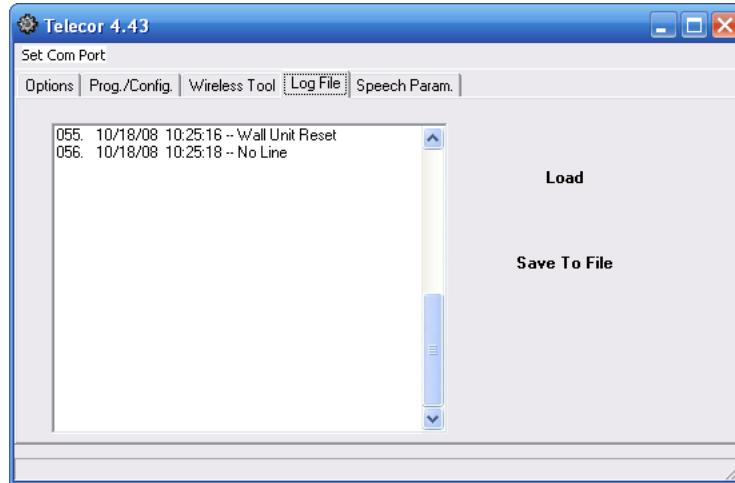 Telecor 4.43
Set Com Port
Options Prog./Config. Wireless Tool Log File Speech Param.
055. 10/18/08 10:25:16 -- Wall Unit Reset
056. 10/18/08 10:25:18 -- No Line
Load
Save To File